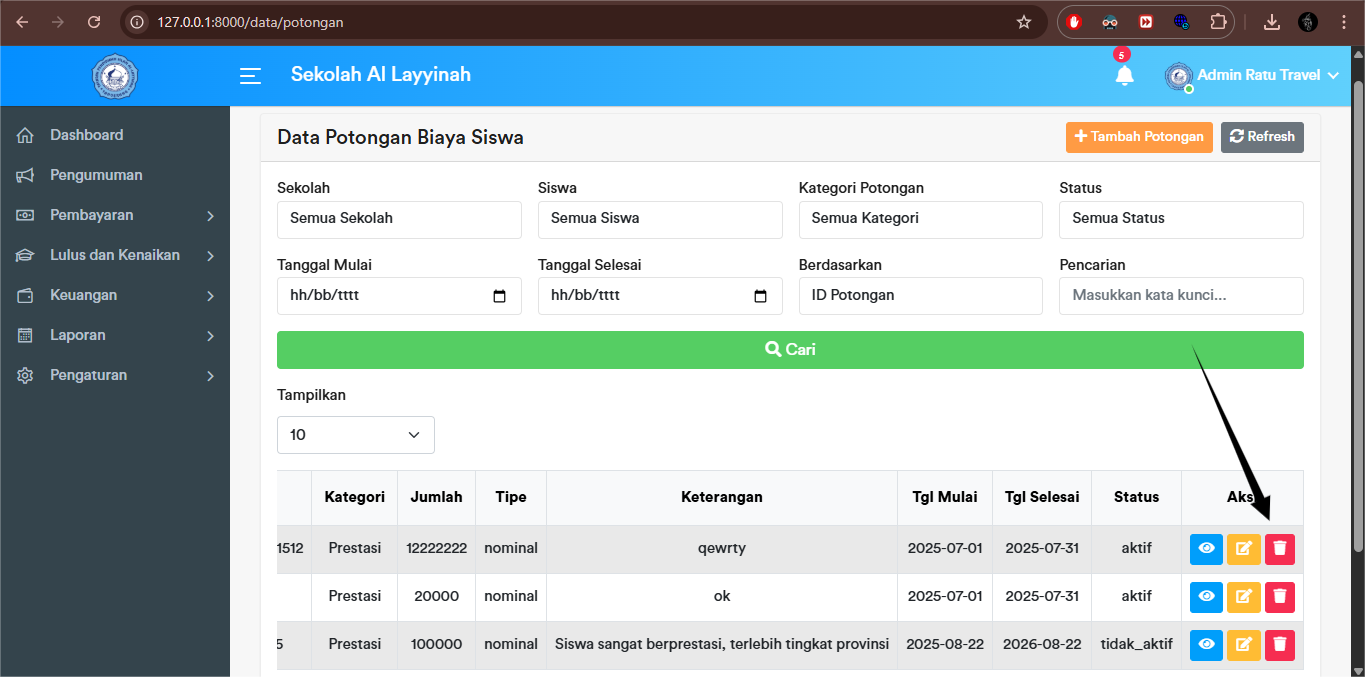 127.0.0.1:8000/data/potongan
Sekolah Al Layyinah
5
Admin Ratu Travel
Dashboard
Pengumuman
Pembayaran
Lulus dan Kenaikan
Keuangan
Laporan
Pengaturan
Data Potongan Biaya Siswa
Tambah Potongan
Refresh
Sekolah Siswa Kategori Potongan Status
Semua Sekolah Semua Siswa Semua Kategori Semua Status
Tanggal Mulai Tanggal Selesai Berdasarkan Pencarian
hh/bb/tttt hh/bb/tttt ID Potongan Masukkan kata kunci...
Cari
Tampilkan
10
Kategori Jumlah Tipe Keterangan Tgl Mulai Tgl Selesai Status Aks
1512 Prestasi 12222222 nominal qewrty 2025-07-01 2025-07-31 aktif
Prestasi 20000 nominal ok 2025-07-01 2025-07-31 aktif
5 Prestasi 100000 nominal Siswa sangat berprestasi, terlebih tingkat provinsi 2025-08-22 2026-08-22 tidak_aktif